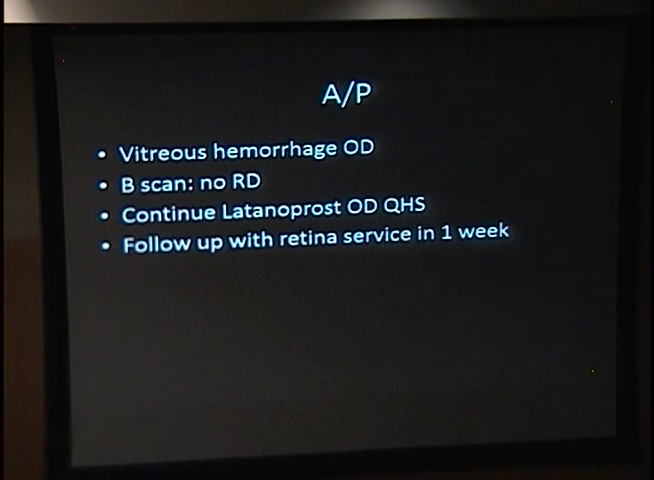 A/P
• Vitreous hemorrhage OD
• B scan: no RD
• Continue Latanoprost OD QHS
• Follow up with retina service in 1 week